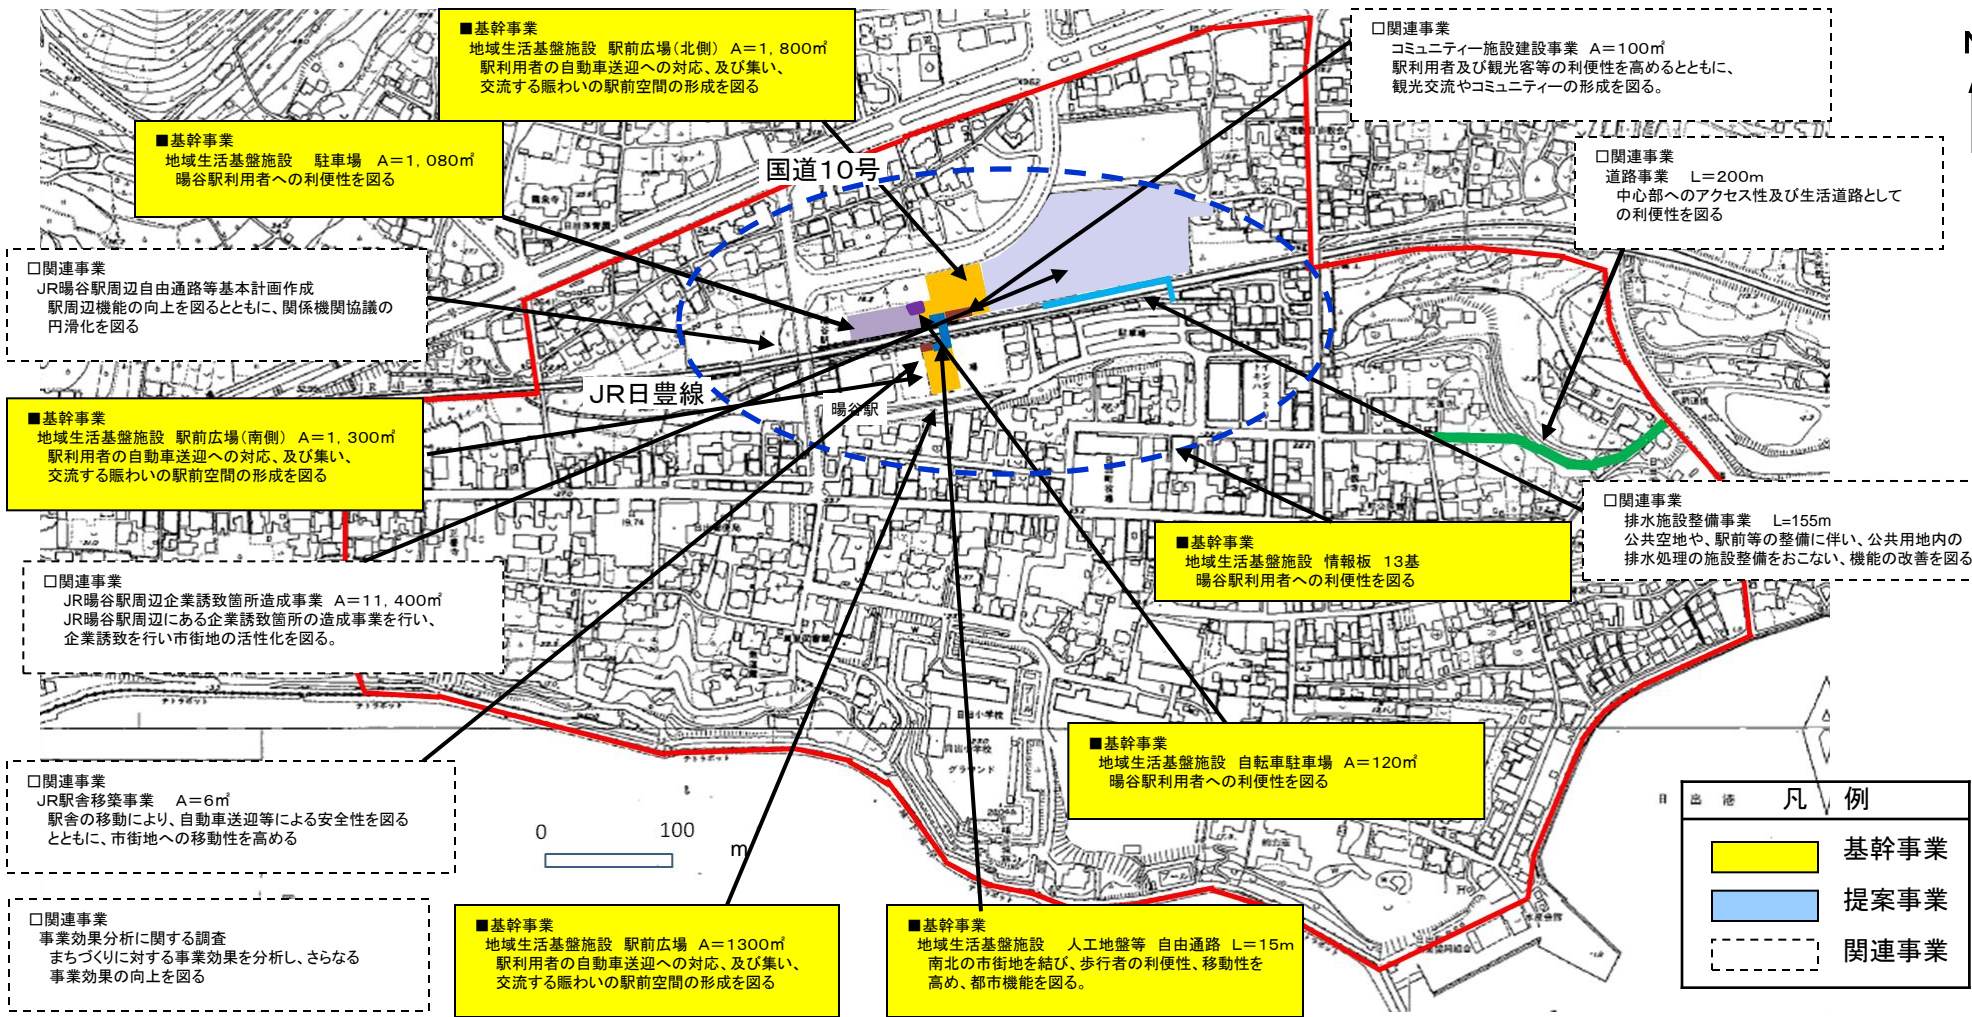 ■基幹事業
地域生活基盤施設 駅前広場(北側) A=1,800㎡
駅利用者の自動車送迎への対応、及び集い、
交流する賑わいの駅前空間の形成を図る
□関連事業
コミュニティー施設建設事業 A=100㎡
駅利用者及び観光客等の利便性を高めるとともに、
観光交流やコミュニティーの形成を図る。
■基幹事業
地域生活基盤施設 駐車場 A=1,080㎡
暘谷駅利用者への利便性を図る
国道10号
□関連事業
道路事業 L=200m
中心部へのアクセス性及び生活道路として
の利便性を図る
□関連事業
JR暘谷駅周辺自由通路等基本計画作成
駅周辺機能の向上を図るとともに、関係機関協議の
円滑化を図る
JR日豊線
暘谷駅
■基幹事業
地域生活基盤施設 駅前広場(南側) A=1,300㎡
駅利用者の自動車送迎への対応、及び集い、
交流する賑わいの駅前空間の形成を図る
□関連事業
排水施設整備事業 L=155m
公共空地や、駅前等の整備に伴い、公共用地内の
排水処理の施設整備をおこない、機能の改善を図る
■基幹事業
地域生活基盤施設 情報板 13基
暘谷駅利用者への利便性を図る
□関連事業
JR暘谷駅周辺企業誘致箇所造成事業 A=11,400㎡
JR暘谷駅周辺にある企業誘致箇所の造成事業を行い、
企業誘致を行い市街地の活性化を図る。
■基幹事業
地域生活基盤施設 自転車駐車場 A=120㎡
暘谷駅利用者への利便性を図る
□関連事業
JR駅舎移築事業 A=6㎡
駅舎の移動により、自動車送迎等による安全性を図る
とともに、市街地への移動性を高める
0 100
m
日出小学校
グラウンド
プール
テトラポット
日出港
□関連事業
事業効果分析に関する調査
まちづくりに対する事業効果を分析し、さらなる
事業効果の向上を図る
■基幹事業
地域生活基盤施設 駅前広場 A=1300㎡
駅利用者の自動車送迎への対応、及び集い、
交流する賑わいの駅前空間の形成を図る
■基幹事業
地域生活基盤施設 人工地盤等 自由通路 L=15m
南北の市街地を結び、歩行者の利便性、移動性を
高め、都市機能を図る。
凡 例
基幹事業
提案事業
関連事業